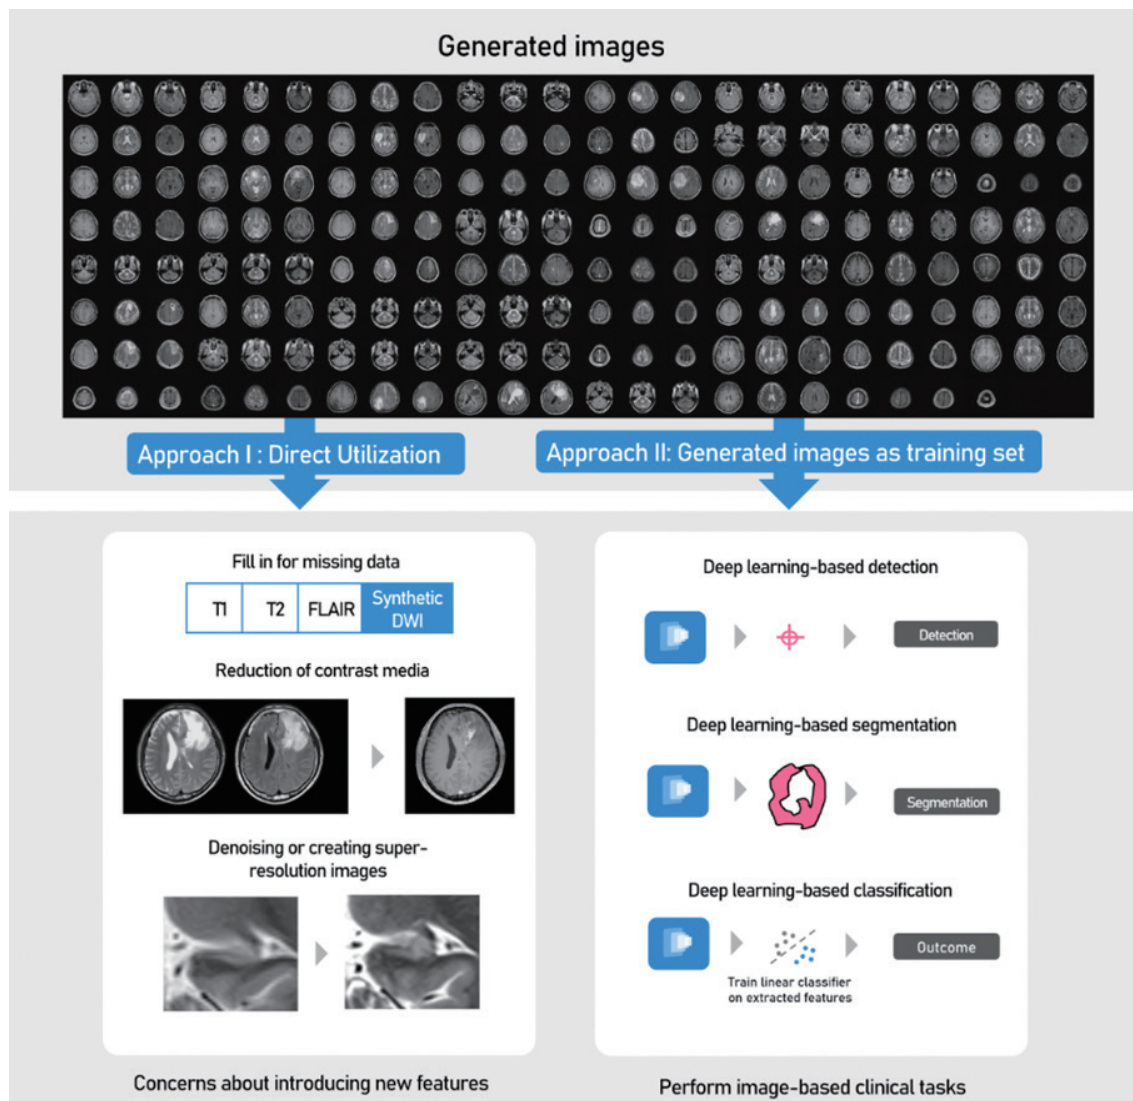 Generated images
Approach I : Direct Utilization
Approach II: Generated images as training set
Fill in for missing data
T1
T2
FLAIR
Synthetic
DWI
Reduction of contrast media
Denoising or creating super-
resolution images
Concerns about introducing new features
Deep learning-based detection
Detection
Deep learning-based segmentation
Segmentation
Deep learning-based classification
Outcome
Train linear classifier
on extracted features
Perform image-based clinical tasks